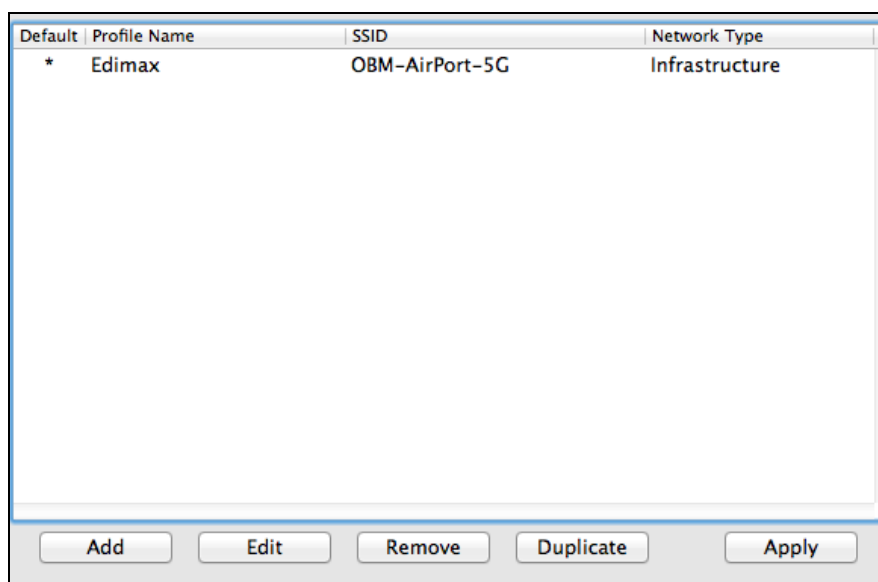 Default Profile Name SSID Network Type
* Edimax OBM-AirPort-5G Infrastructure
Add Edit Remove Duplicate Apply